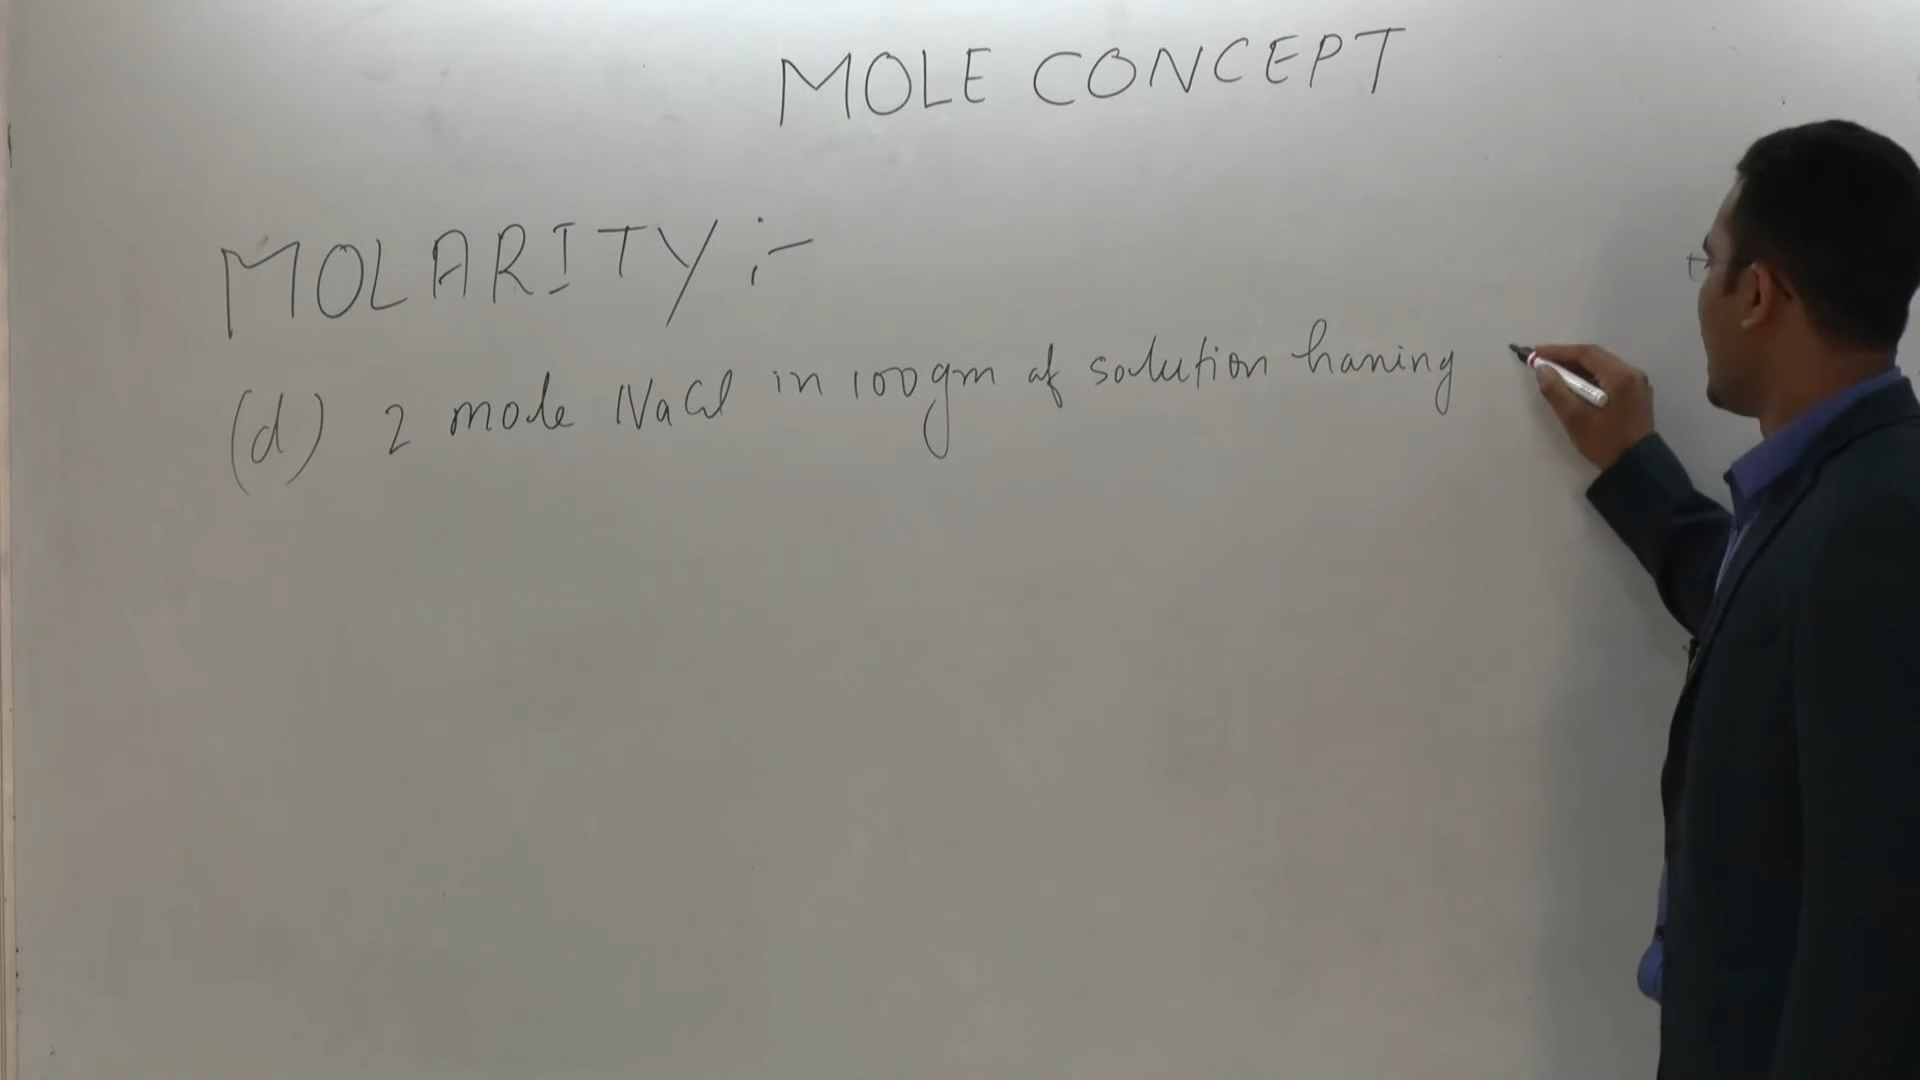 MOLE CONCEPT
MOLARITY :-
(d) 2 mole NaCl in 100gm of solution having